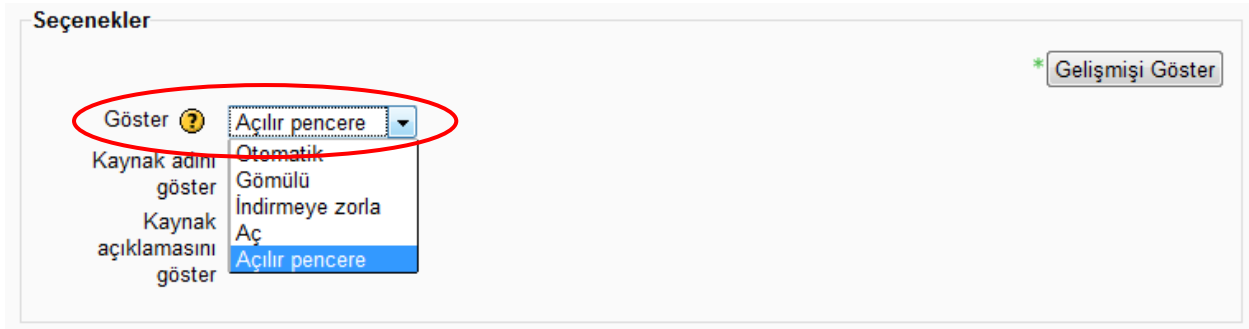 Seçenekler
* Gelişmişi Göster
Göster ? Açılır pencere
Otomatik
Kaynak adını
göster
Gömülü
İndirmeye zorla
Kaynak
açıklamasını
göster
Aç
Açılır pencere